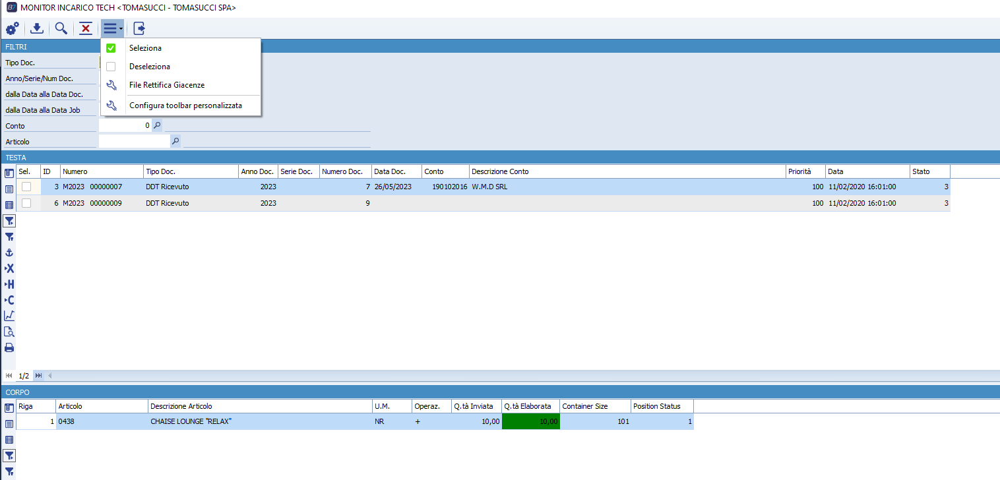 MONITOR INCARICO TECH <TOMASUCCI - TOMASUCCI SPA>
FILTRI
Seleziona
Deseleziona
File Rettifica Giacenze
Configura toolbar personalizzata
Tipo Doc.
Anno/Serie/Num Doc.
dalla Data alla Data Doc.
dalla Data alla Data Job
Conto 0
Articolo
TESTA
Sel. ID Numero Tipo Doc. Anno Doc. Serie Doc. Numero Doc. Data Doc. Conto Descrizione Conto Priorità Data Stato
3 M2023 00000007 DDT Ricevuto 2023 7 26/05/2023 190102016 W.M.D SRL 100 11/02/2020 16:01:00 3
6 M2023 00000009 DDT Ricevuto 2023 9 100 11/02/2020 16:01:00 3
X
H
C
1/2
CORPO
Riga Articolo Descrizione Articolo U.M. Operaz. Q.tà Inviata Q.tà Elaborata Container Size Position Status
1 0438 CHAISE LOUNGE "RELAX" NR + 10,00 10,00 101 1